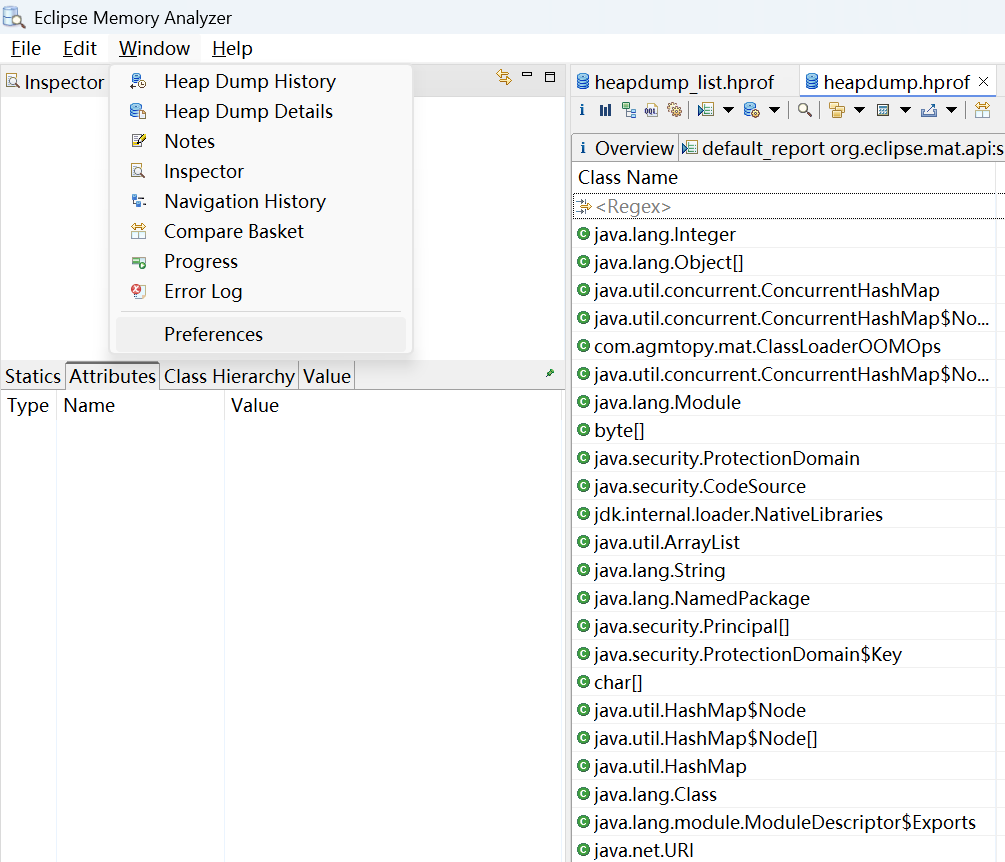 Eclipse Memory Analyzer
File Edit Window Help
Inspector
Heap Dump History
Heap Dump Details
Notes
Inspector
Navigation History
Compare Basket
Progress
Error Log
Preferences
Statics Attributes Class Hierarchy Value
Type Name Value
heapdump_list.hprof heapdump.hprof
OQL
i Overview default_report org.eclipse.mat.api:s
Class Name
<Regex>
java.lang.Integer
java.lang.Object[]
java.util.concurrent.ConcurrentHashMap
java.util.concurrent.ConcurrentHashMap$No...
com.agmtopy.mat.ClassLoaderOOMOps
java.util.concurrent.ConcurrentHashMap$No...
java.lang.Module
byte[]
java.security.ProtectionDomain
java.security.CodeSource
jdk.internal.loader.NativeLibraries
java.util.ArrayList
java.lang.String
java.lang.NamedPackage
java.security.Principal[]
java.security.ProtectionDomain$Key
char[]
java.util.HashMap$Node
java.util.HashMap$Node[]
java.util.HashMap
java.lang.Class
java.lang.module.ModuleDescriptor$Exports
java.net.URI